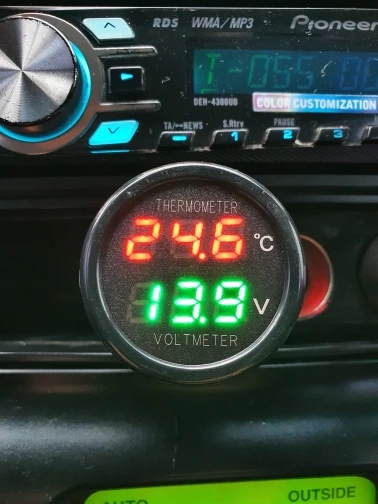 RDS WMA/MP3 Pioneer
DEH-4300UB
COLOR CUSTOMIZATION
TA/NEWS S.Rtrv PAUSE
1 2 3
THERMOMETER
24.6 °C
13.9 V
VOLTMETER
AUTO OUTSIDE